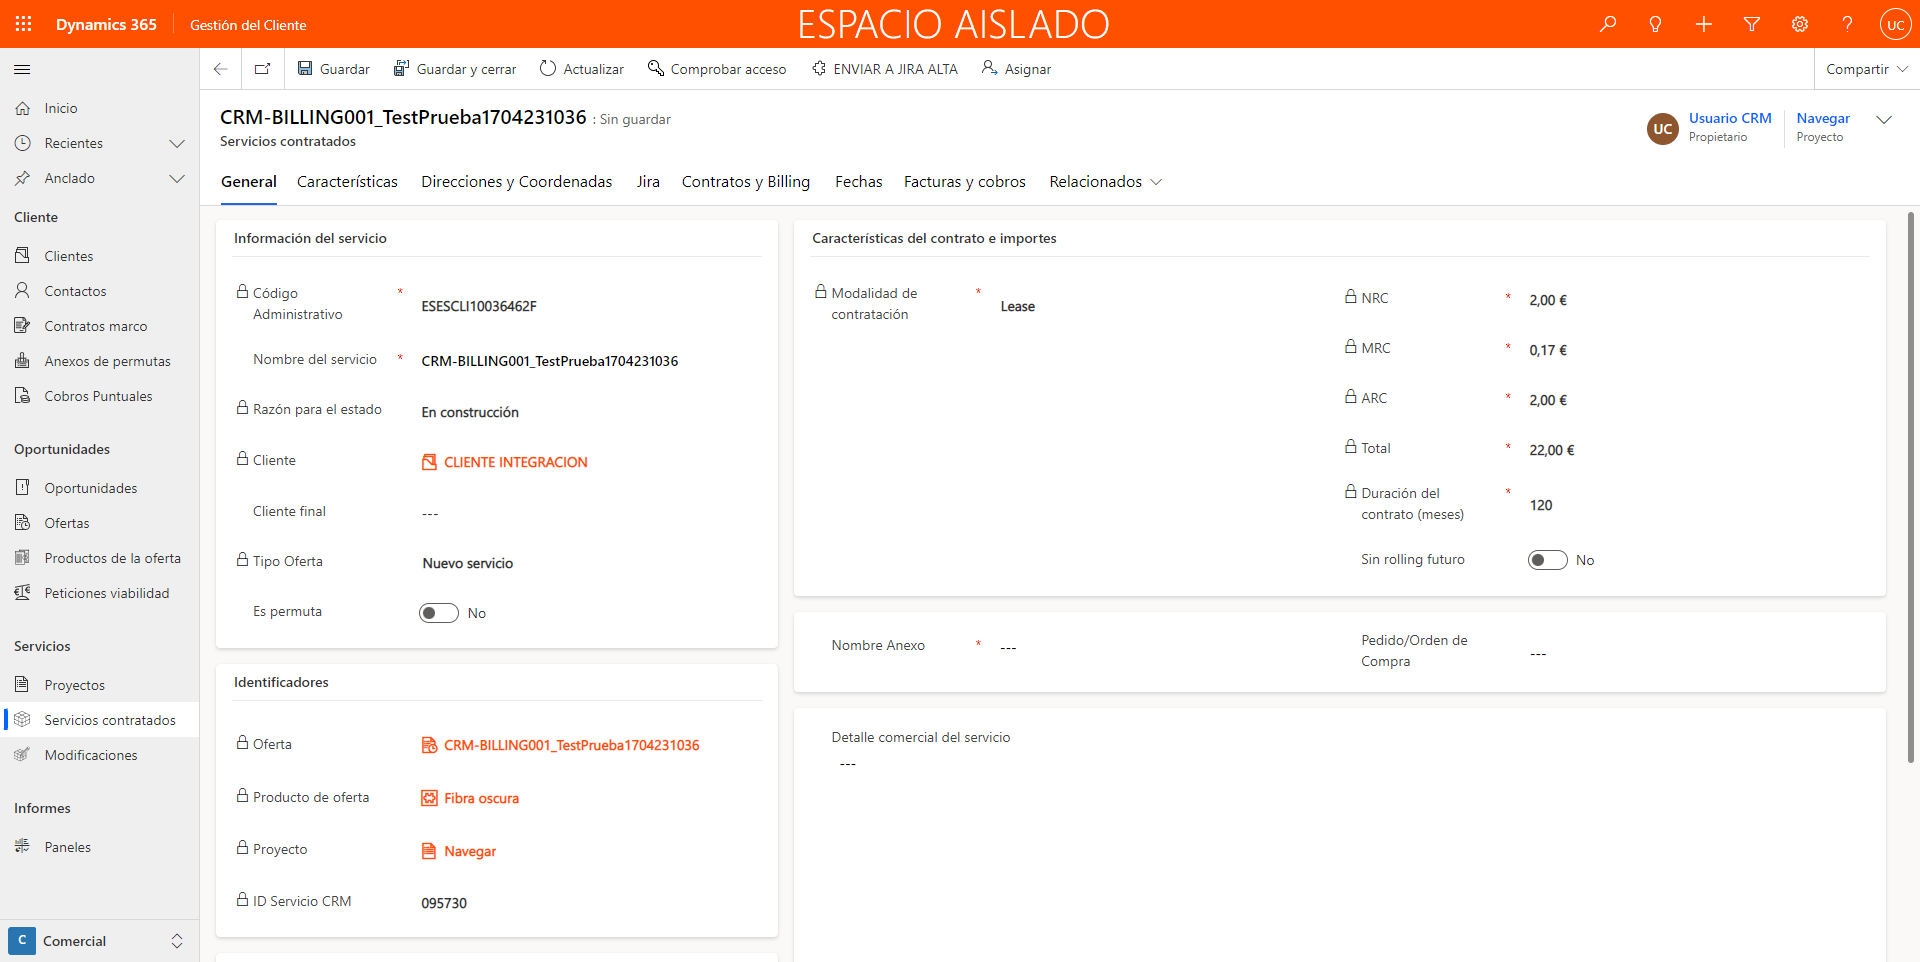 Dynamics 365
Gestión del Cliente
ESPACIO AISLADO
UC
Guardar
Guardar y cerrar
Actualizar
Comprobar acceso
ENVIAR A JIRA ALTA
Asignar
Compartir
Inicio
Recientes
Anclado
Cliente
Clientes
Contactos
Contratos marco
Anexos de permutas
Cobros Puntuales
Oportunidades
Oportunidades
Ofertas
Productos de la oferta
Peticiones viabilidad
Servicios
Proyectos
Servicios contratados
Modificaciones
Informes
Paneles
C Comercial
CRM-BILLING001_TestPrueba1704231036 : Sin guardar
Servicios contratados
UC
Usuario CRM
Propietario
Navegar
Proyecto
General
Características
Direcciones y Coordenadas
Jira
Contratos y Billing
Fechas
Facturas y cobros
Relacionados
Información del servicio
Código
Administrativo
*
ESESCLI10036462F
Nombre del servicio * CRM-BILLING001_TestPrueba1704231036
Razón para el estado En construcción
Cliente CLIENTE INTEGRACION
Cliente final ---
Tipo Oferta Nuevo servicio
Es permuta No
Identificadores
Oferta CRM-BILLING001_TestPrueba1704231036
Producto de oferta Fibra oscura
Proyecto Navegar
ID Servicio CRM 095730
Características del contrato e importes
Modalidad de
contratación
*
Lease
NRC * 2,00 €
MRC * 0,17 €
ARC * 2,00 €
Total * 22,00 €
Duración del
contrato (meses)
*
120
Sin rolling futuro No
Nombre Anexo * ---
Pedido/Orden de
Compra
---
Detalle comercial del servicio
---